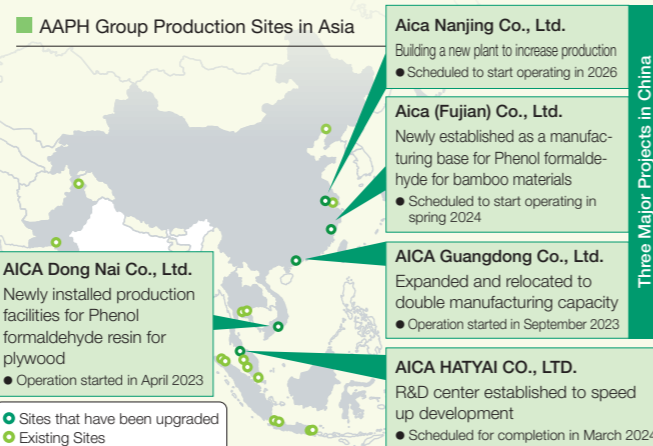 AAPH Group Production Sites in Asia
Aica Nanjing Co., Ltd.
Building a new plant to increase production
● Scheduled to start operating in 2026
Aica (Fujian) Co., Ltd.
Newly established as a manufac-
turing base for Phenol formalde-
hyde for bamboo materials
● Scheduled to start operating in
spring 2024
AICA Guangdong Co., Ltd.
Expanded and relocated to
double manufacturing capacity
● Operation started in September 2023
Three Major Projects in China
AICA Dong Nai Co., Ltd.
Newly installed production
facilities for Phenol
formaldehyde resin for
plywood
● Operation started in April 2023
AICA HATYAI CO., LTD.
R&D center established to speed
up development
● Scheduled for completion in March 2024
Sites that have been upgraded
Existing Sites